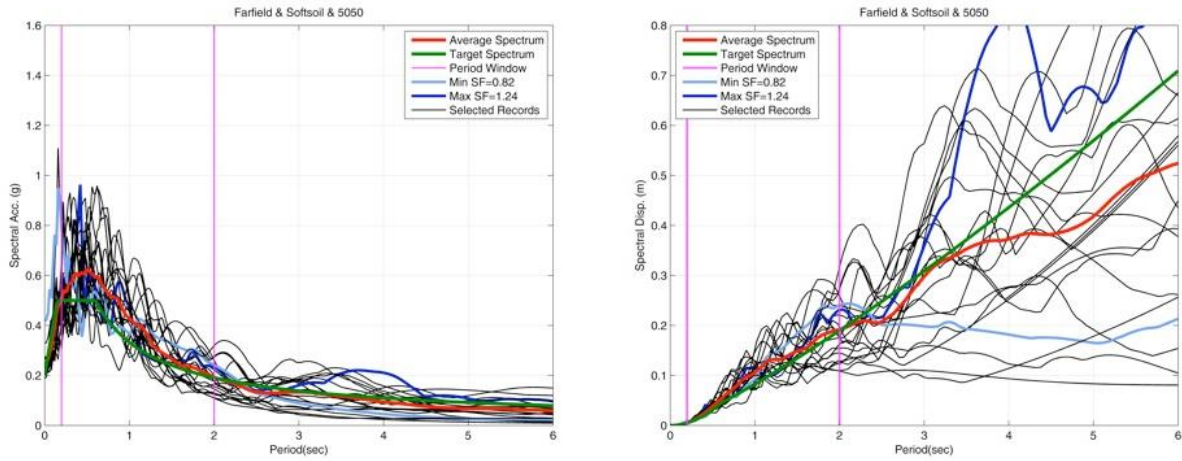 Farfield & Softsoil & 5050
1.6
1.4
1.2
1
0.8
0.6
0.4
0.2
0
Spectral Acc. (g)
Average Spectrum
Target Spectrum
Period Window
Min SF=0.82
Max SF=1.24
Selected Records
0 1 2 3 4 5 6
Period(sec)
Farfield & Softsoil & 5050
0.8
0.7
0.6
0.5
0.4
0.3
0.2
0.1
0
Spectral Disp. (m)
Average Spectrum
Target Spectrum
Period Window
Min SF=0.82
Max SF=1.24
Selected Records
0 1 2 3 4 5 6
Period(sec)